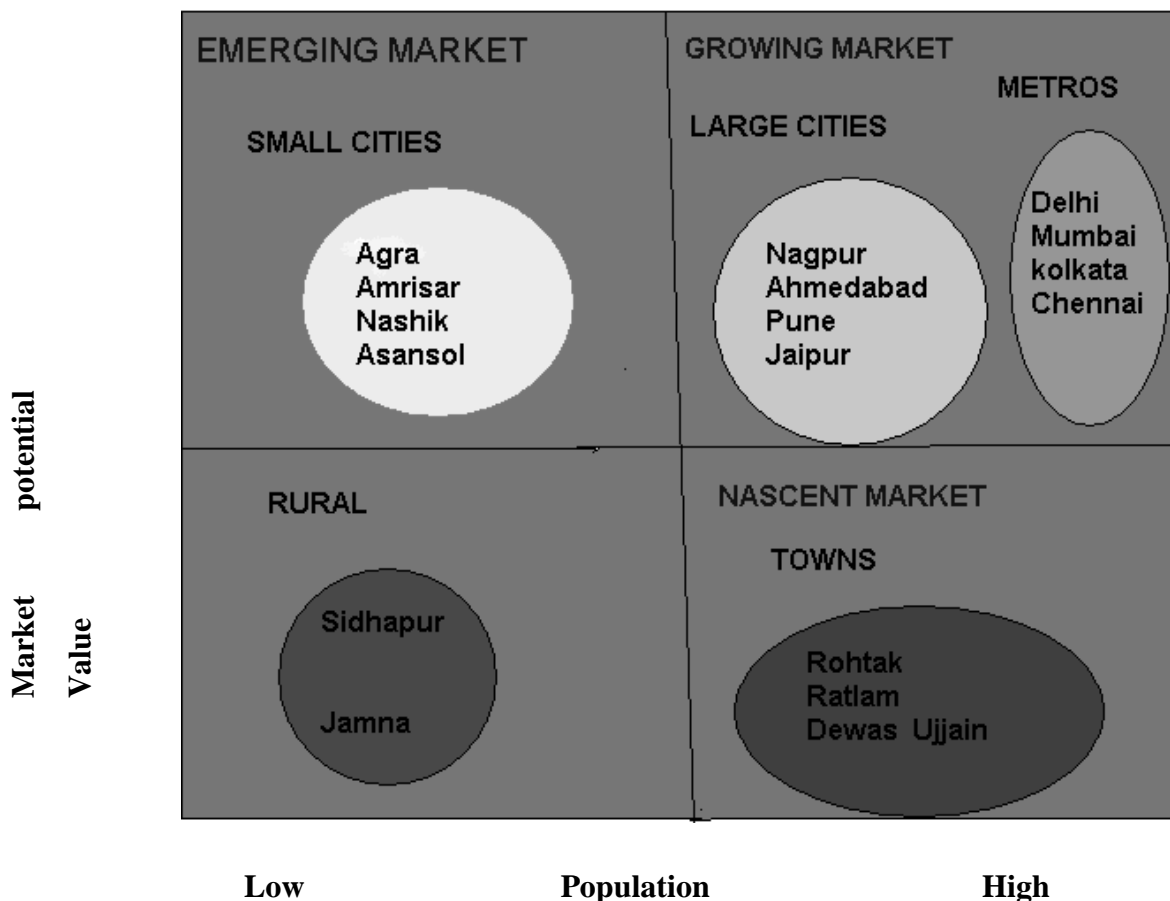 EMERGING MARKET
SMALL CITIES
Agra
Amrisar
Nashik
Asansol
GROWING MARKET
METROS
LARGE CITIES
Nagpur
Ahmedabad
Pune
Jaipur
Delhi
Mumbai
kolkata
Chennai
RURAL
Sidhapur
Jamna
NASCENT MARKET
TOWNS
Rohtak
Ratlam
Dewas Ujjain
Market potential
Value
Low Population High